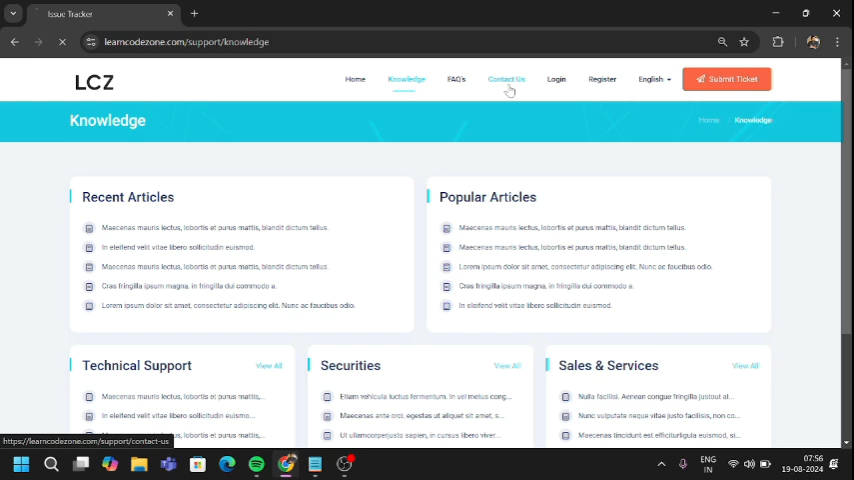 Issue Tracker
learncodezone.com/support/knowledge
LCZ
Home
Knowledge
FAQ's
Contact Us
Login
Register
English
Submit Ticket
Knowledge
Home / Knowledge
Recent Articles
Maecenas mauris lectus, lobortis et purus mattis, blandit dictum tellus.
In eleifend velit vitae libero sollicitudin euismod.
Maecenas mauris lectus, lobortis et purus mattis, blandit dictum tellus.
Cras fringilla ipsum magna, in fringilla dui commodo a.
Lorem ipsum dolor sit amet, consectetur adipiscing elit. Nunc ac faucibus odio.
Popular Articles
Maecenas mauris lectus, lobortis et purus mattis, blandit dictum tellus.
Maecenas mauris lectus, lobortis et purus mattis, blandit dictum tellus.
Lorem ipsum dolor sit amet, consectetur adipiscing elit. Nunc ac faucibus odio.
Cras fringilla ipsum magna, in fringilla dui commodo a.
In eleifend velit vitae libero sollicitudin euismod.
Technical Support
View All
Maecenas mauris lectus, lobortis et purus mattis,...
In eleifend velit vitae libero sollicitudin euismo...
Securities
View All
Etiam vehicula luctus fermentum. In vel metus cong...
Maecenas ante orci, egestas ut aliquet sit amet, s...
Ut ullamcorperjusto sapien, in cursus libero viver...
Sales & Services
View All
Nulla facilisi. Aenean congue fringilla justout al...
Nunc vulputate neque vitae justo facilisis, non co...
Maecenas tincidunt est efficiturligula euismod, si...
https://learncodezone.com/support/contact-us
ENG
IN
07:56
19-08-2024